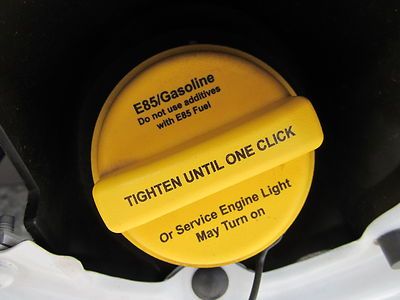 E85/Gasoline
Do not use additives
with E85 Fuel
TIGHTEN UNTIL ONE CLICK
Or Service Engine Light
May Turn on